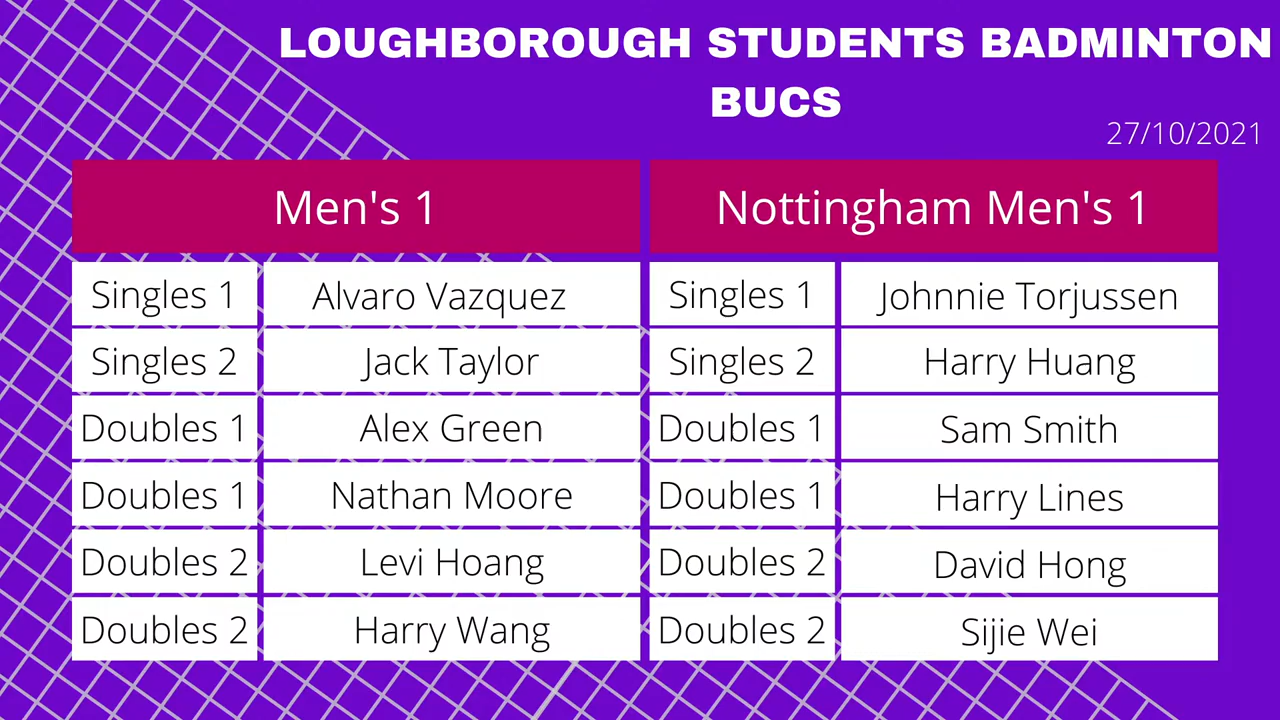 LOUGHBOROUGH STUDENTS BADMINTON
BUCS
27/10/2021
Men's 1
Nottingham Men's 1
Singles 1 Alvaro Vazquez Singles 1 Johnnie Torjussen
Singles 2 Jack Taylor Singles 2 Harry Huang
Doubles 1 Alex Green Doubles 1 Sam Smith
Doubles 1 Nathan Moore Doubles 1 Harry Lines
Doubles 2 Levi Hoang Doubles 2 David Hong
Doubles 2 Harry Wang Doubles 2 Sijie Wei